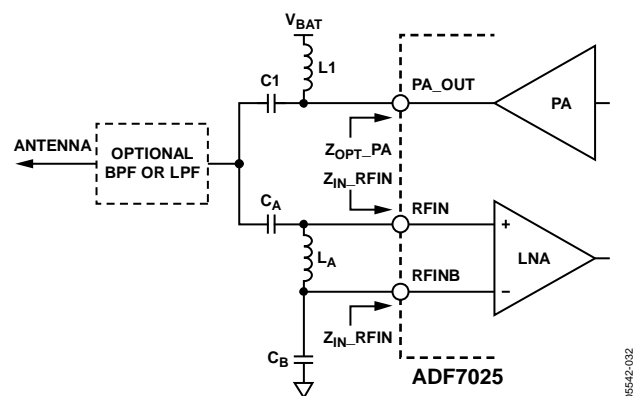 VBAT
L1
C1
PA_OUT
PA
ZOPT_PA
ANTENNA
OPTIONAL
BPF OR LPF
ZIN_RFIN
CA
RFIN
+
LA
LNA
RFINB
−
ZIN_RFIN
CB
ADF7025
05542-032